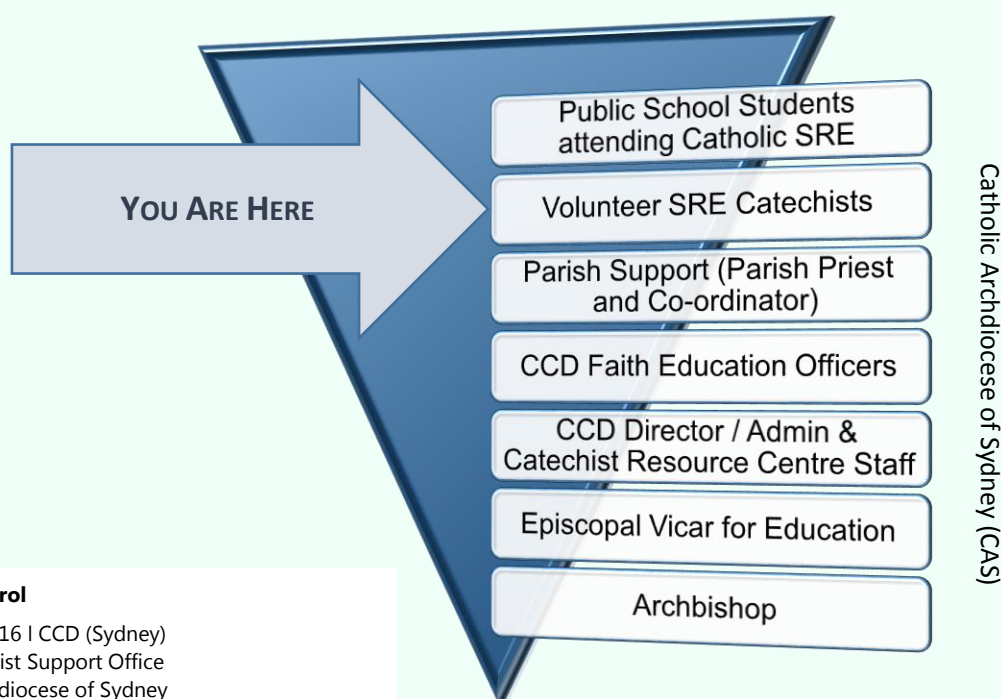 Public School Students
attending Catholic SRE
YOU ARE HERE
Volunteer SRE Catechists
Parish Support (Parish Priest
and Co-ordinator)
CCD Faith Education Officers
CCD Director / Admin &
Catechist Resource Centre Staff
Episcopal Vicar for Education
Archbishop
Catholic Archdiocese of Sydney (CAS)
rol
16 l CCD (Sydney)
ist Support Office
diocese of Sydney